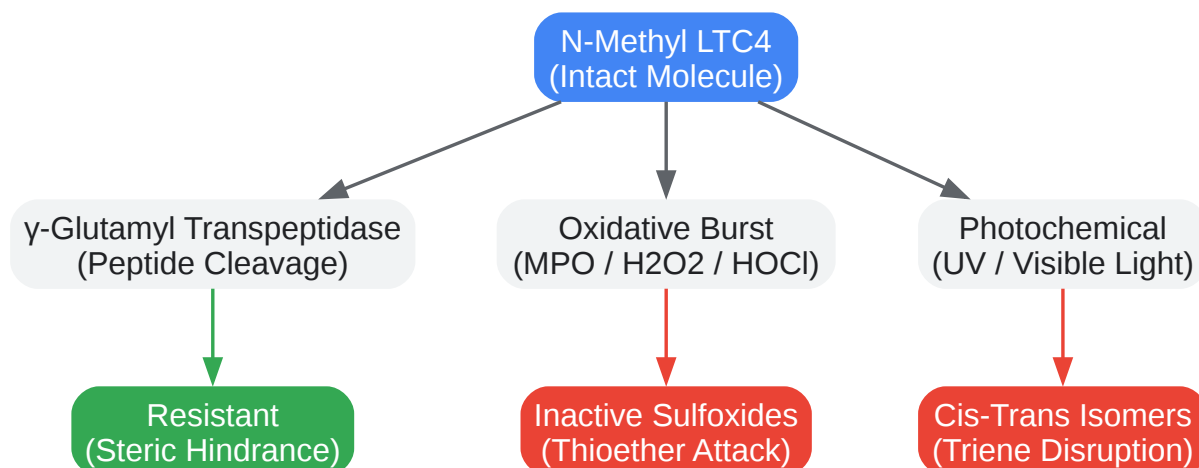 N-Methyl LTC4
(Intact Molecule)
γ-Glutamyl Transpeptidase
(Peptide Cleavage)
Oxidative Burst
(MPO / H2O2 / HOCl)
Photochemical
(UV / Visible Light)
Resistant
(Steric Hindrance)
Inactive Sulfoxides
(Thioether Attack)
Cis-Trans Isomers
(Triene Disruption)